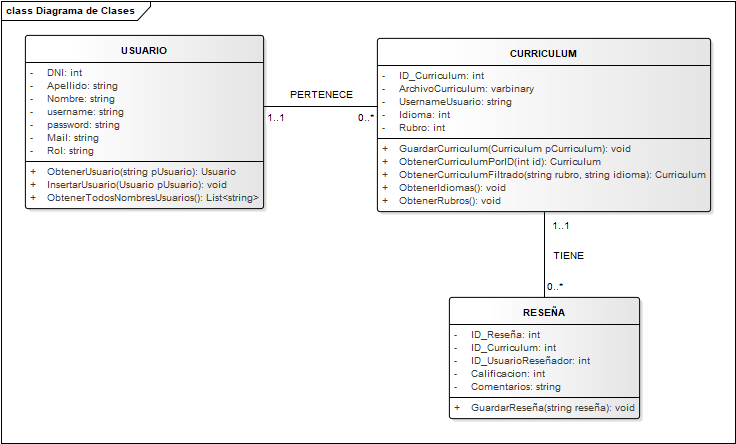 class Diagrama de Clases
USUARIO
- DNI: int
- Apellido: string
- Nombre: string
- username: string
- password: string
- Mail: string
- Rol: string
+ ObtenerUsuario(string pUsuario): Usuario
+ InsertarUsuario(Usuario pUsuario): void
+ ObtenerTodosNombresUsuarios(): List<string>
PERTENECE
1..1
0..*
CURRICULUM
- ID_Curriculum: int
- ArchivoCurriculum: varbinary
- UsernameUsuario: string
- Idioma: int
- Rubro: int
+ GuardarCurriculum(Curriculum pCurriculum): void
+ ObtenerCurriculumPorID(int id): Curriculum
+ ObtenerCurriculumFiltrado(string rubro, string idioma): Curriculum
+ ObtenerIdiomas(): void
+ ObtenerRubros(): void
1..1
TIENE
0..*
RESEÑA
- ID_Reseña: int
- ID_Curriculum: int
- ID_UsuarioReseñador: int
- Calificacion: int
- Comentarios: string
+ GuardarReseña(string reseña): void